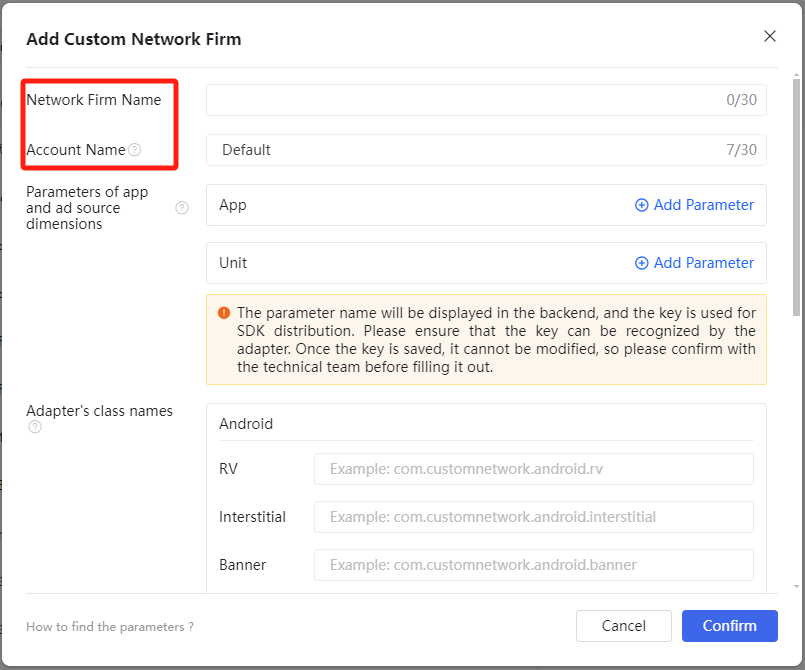 Add Custom Network Firm
Network Firm Name
0/30
Account Name
Default
7/30
Parameters of app
and ad source
dimensions
App
Add Parameter
Unit
Add Parameter
The parameter name will be displayed in the backend, and the key is used for
SDK distribution. Please ensure that the key can be recognized by the
adapter. Once the key is saved, it cannot be modified, so please confirm with
the technical team before filling it out.
Adapter's class names
Android
RV
Example: com.customnetwork.android.rv
Interstitial
Example: com.customnetwork.android.interstitial
Banner
Example: com.customnetwork.android.banner
How to find the parameters ?
Cancel
Confirm